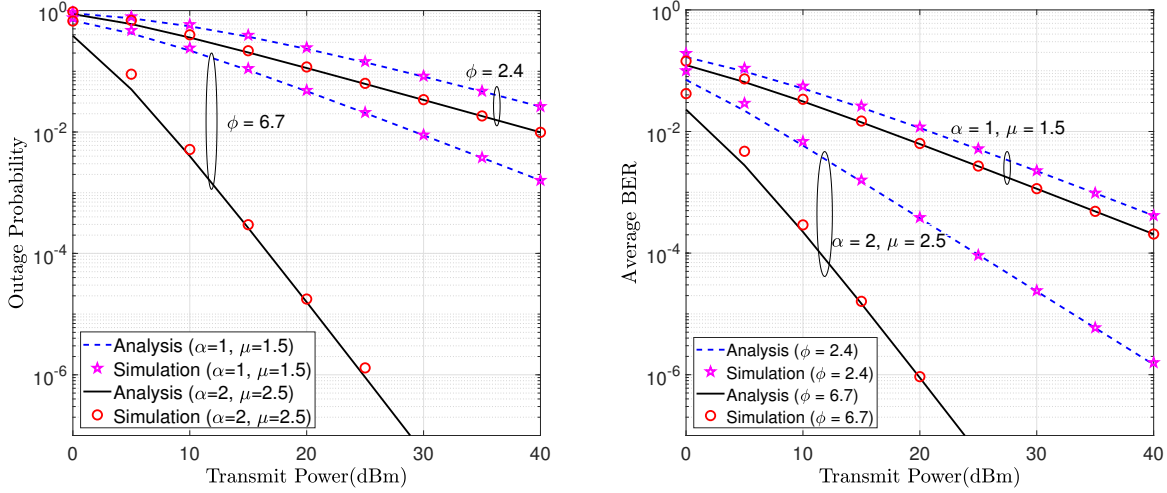 10^0
10^-2
10^-4
10^-6
Outage Probability
0 10 20 30 40
Transmit Power(dBm)
ϕ = 2.4
ϕ = 6.7
Analysis (α=1, μ=1.5)
Simulation (α=1, μ=1.5)
Analysis (α=2, μ=2.5)
Simulation (α=2, μ=2.5)
10^0
10^-2
10^-4
10^-6
Average BER
0 10 20 30 40
Transmit Power(dBm)
α = 1, μ = 1.5
α = 2, μ = 2.5
Analysis (ϕ = 2.4)
Simulation (ϕ = 2.4)
Analysis (ϕ = 6.7)
Simulation (ϕ = 6.7)